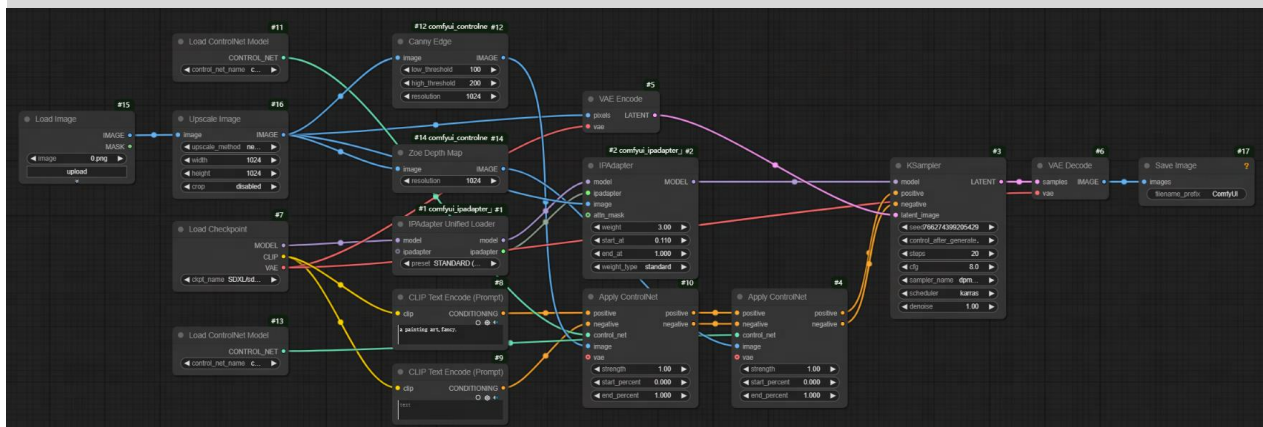 #11
Load ControlNet Model
CONTROL_NET
control_net_name c...
#12 comfyui_controlne #12
Canny Edge
image IMAGE
low_threshold 100
high_threshold 200
resolution 1024
#15
Load Image
IMAGE
MASK
image 0.png
upload
#16
Upscale Image
image IMAGE
upscale_method ne...
width 1024
height 1024
crop disabled
#14 comfyui_controlne #14
Zoe Depth Map
image IMAGE
resolution 1024
#5
VAE Encode
pixels LATENT
vae
#7
Load Checkpoint
MODEL
CLIP
VAE
ckpt_name SDXL/sd...
#1 comfyui_ipadapter_ #1
IPAdapter Unified Loader
model model
ipadapter ipadapter
preset STANDARD (...
#2 comfyui_ipadapter_ #2
IPAdapter
model MODEL
ipadapter
image
attn_mask
weight 3.00
start_at 0.110
end_at 1.000
weight_type standard
#8
CLIP Text Encode (Prompt)
clip CONDITIONING
a painting art,fancy.
#13
Load ControlNet Model
CONTROL_NET
control_net_name c...
#9
CLIP Text Encode (Prompt)
clip CONDITIONING
text
#10
Apply ControlNet
positive positive
negative negative
control_net
image
vae
strength 1.00
start_percent 0.000
end_percent 1.000
#4
Apply ControlNet
positive positive
negative negative
control_net
image
vae
strength 1.00
start_percent 0.000
end_percent 1.000
#3
KSampler
model LATENT
positive
negative
latent_image
seed766274399205429
control_after_generate.
steps 20
cfg 8.0
sampler_name dpm...
scheduler karras
denoise 1.00
#6
VAE Decode
samples IMAGE
vae
#17
Save Image ?
images
filename_prefix ComfyUI